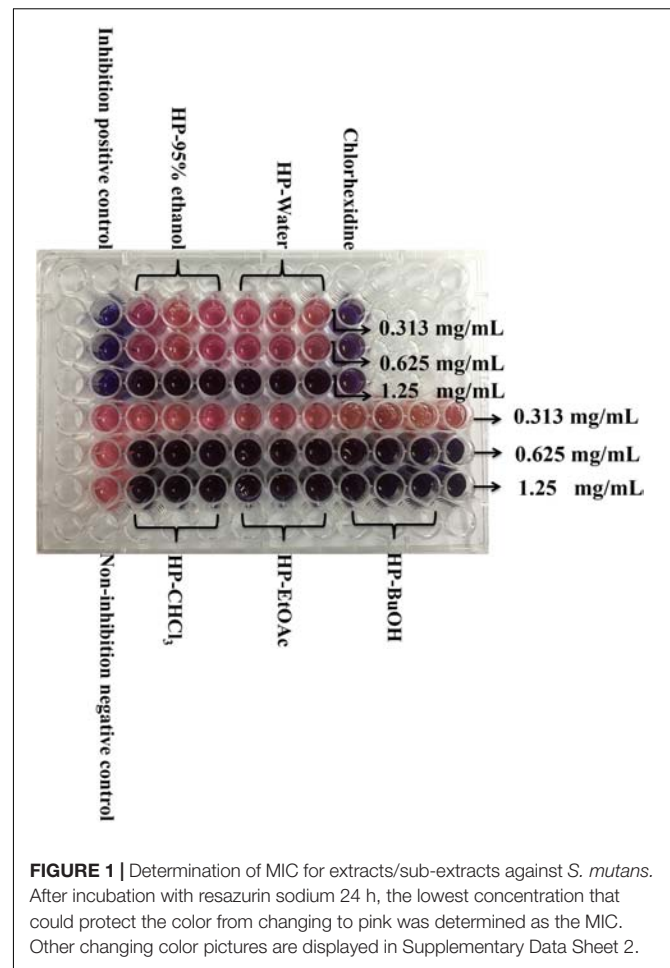 Inhibition positive control
HP-95% ethanol
HP-Water
Chlorhexidine
0.313 mg/mL
0.625 mg/mL
1.25 mg/mL
0.313 mg/mL
0.625 mg/mL
1.25 mg/mL
Non-inhibition negative control
HP-CHCl₃
HP-EtOAc
HP-BuOH
FIGURE 1 | Determination of MIC for extracts/sub-extracts against S. mutans.
After incubation with resazurin sodium 24 h, the lowest concentration that
could protect the color from changing to pink was determined as the MIC.
Other changing color pictures are displayed in Supplementary Data Sheet 2.